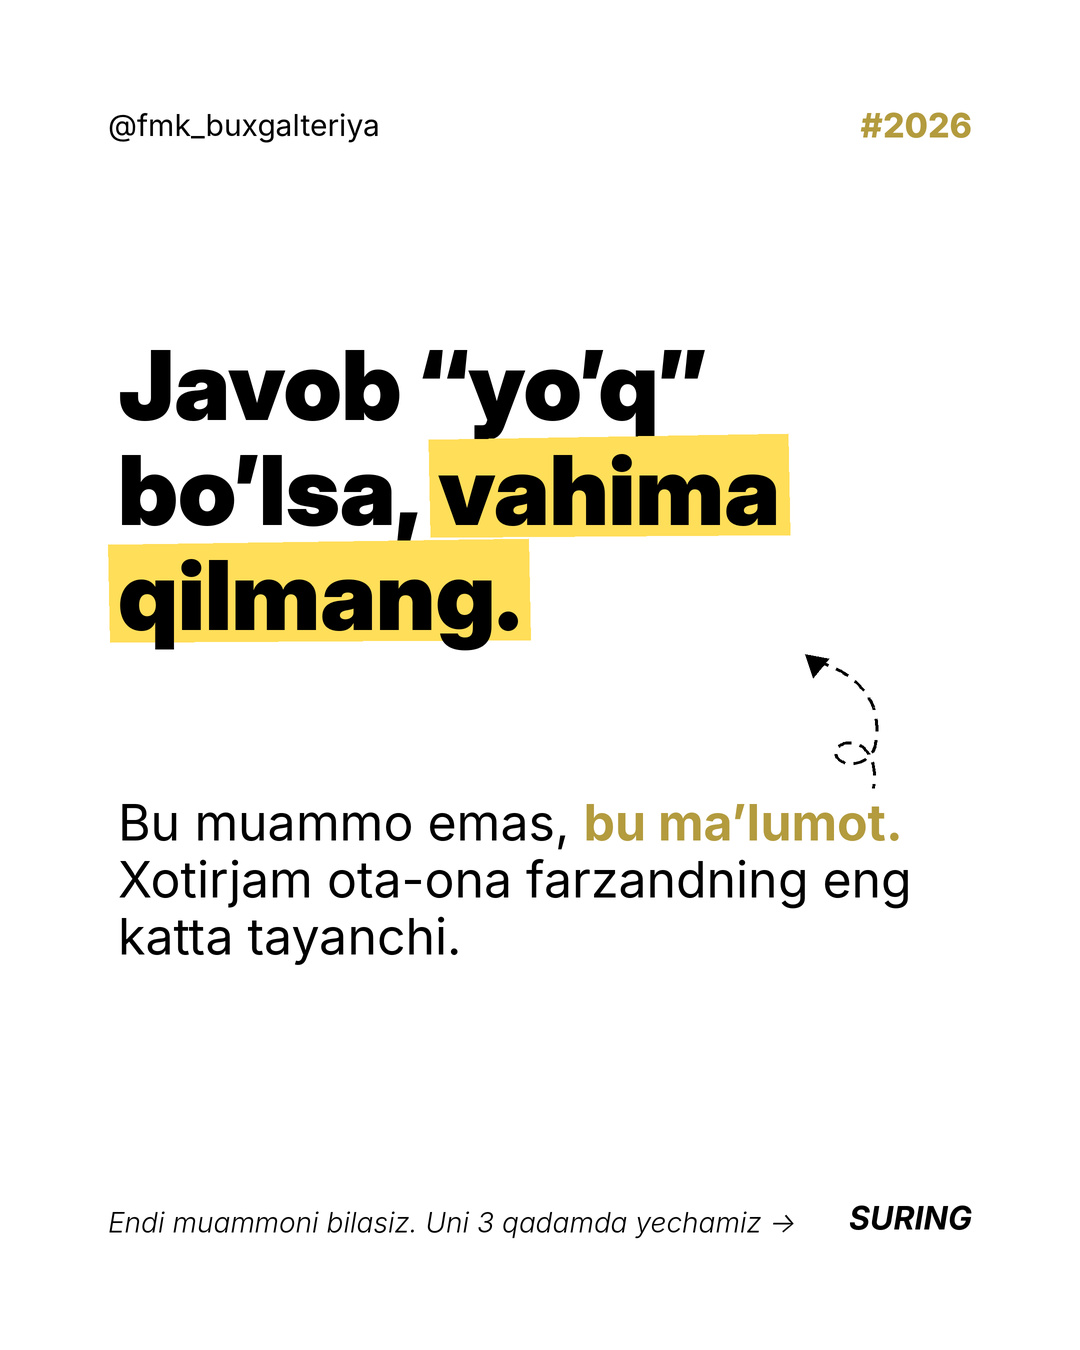 @fmk_buxgalteriya
#2026
Javob “yo’q”
bo’lsa, vahima
qilmang.
Bu muammo emas, bu ma’lumot.
Xotirjam ota-ona farzandning eng
katta tayanchi.
Endi muammoni bilasiz. Uni 3 qadamda yechamiz →
SURING